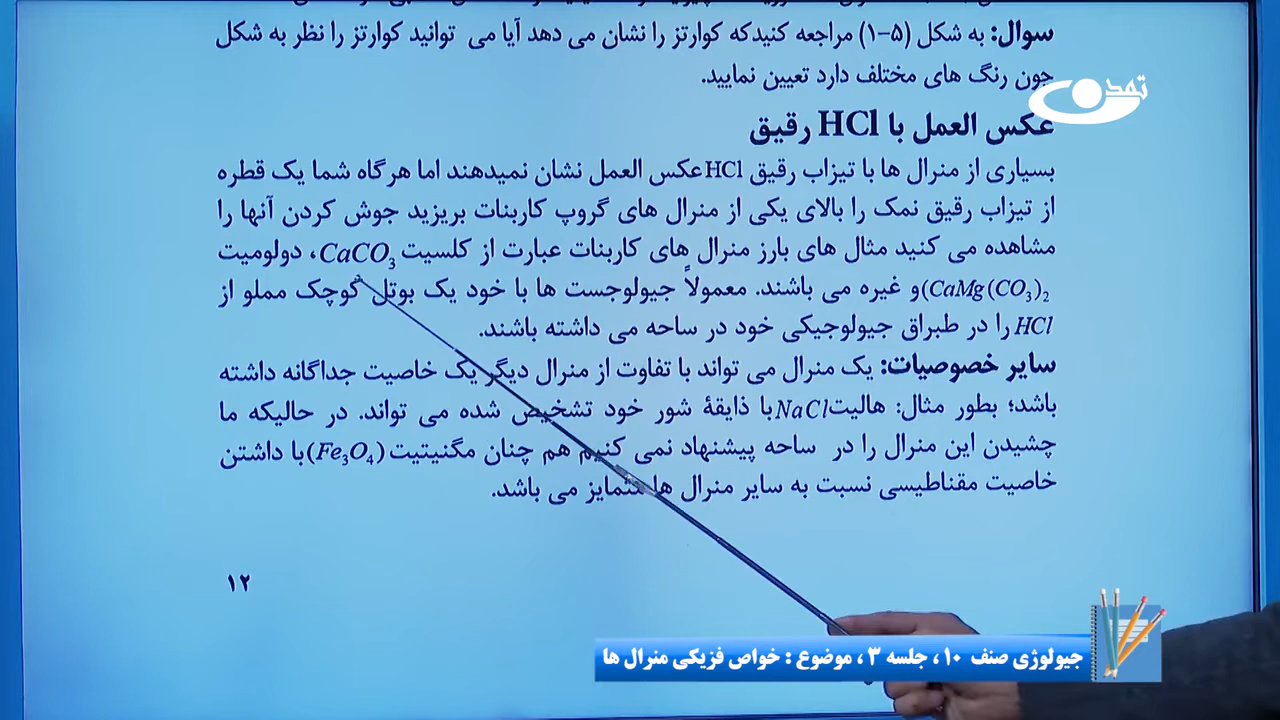 سوال: به شکل (۵–۱) مراجعه کنیدکه کوارتز را نشان می دهد آیا می توانید کوارتز را نظر به شکل
جون رنگ های مختلف دارد تعیین نمایید.
تمدن
عکس العمل با HCl رقیق
بسیاری از منرال ها با تیزاب رقیق HCl عکس العمل نشان نمیدهند اما هرگاه شما یک قطره
از تیزاب رقیق نمک را بالای یکی از منرال های گروپ کاربنات بریزید جوش کردن آنها را
مشاهده می کنید مثال های بارز منرال های کاربنات عبارت از کلسیت CaCO₃، دولومیت
CaMg(CO₃)₂)و غیره می باشند. معمولاً جیولوجست ها با خود یک بوتل کوچک مملو از
HCl را در طبراق جیولوجیکی خود در ساحه می داشته باشند.
سایر خصوصیات: یک منرال می تواند با تفاوت از منرال دیگر یک خاصیت جداگانه داشته
باشد؛ بطور مثال: هالیتNaClبا ذایقۀ شور خود تشخیص شده می تواند. در حالیکه ما
چشیدن این منرال را در ساحه پیشنهاد نمی کنیم هم چنان مگنیتیت (Fe₃O₄)با داشتن
خاصیت مقناطیسی نسبت به سایر منرال ها متمایز می باشد.
۱۲
جیولوژی صنف ۱۰، جلسه ۳، موضوع : خواص فزیکی منرال ها